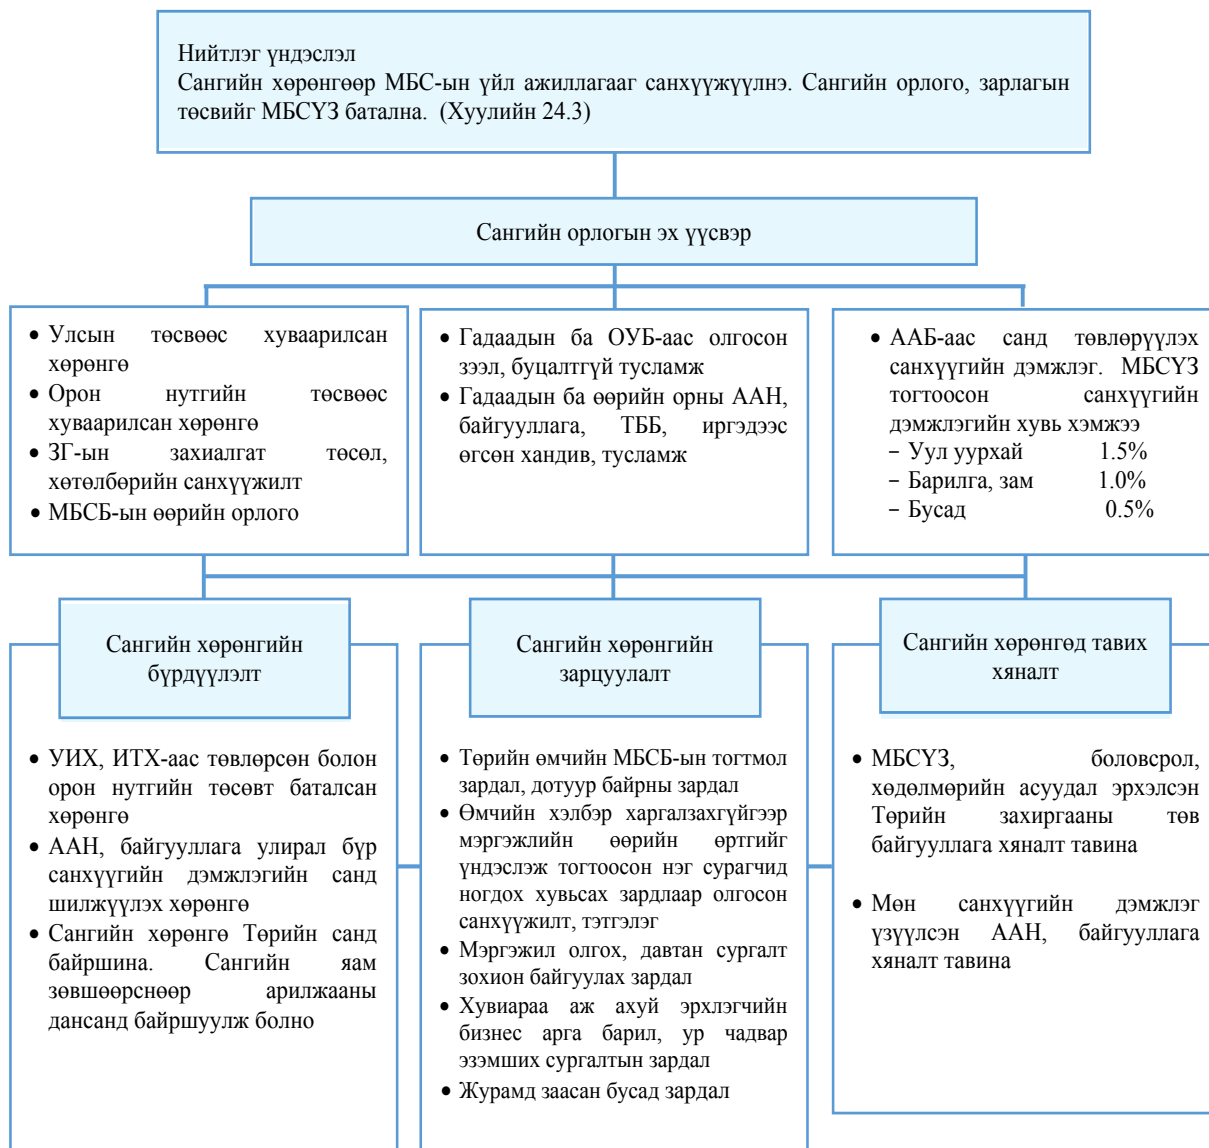 Нийтлэг үндэслэл
Сангийн хөрөнгөөр МБС-ын үйл ажиллагааг санхүүжүүлнэ. Сангийн орлого, зарлагын
төсвийг МБСҮЗ батална. (Хуулийн 24.3)
Сангийн орлогын эх үүсвэр
• Улсын төсвөөс хуваарилсан
хөрөнгө
• Орон нутгийн төсвөөс
хуваарилсан хөрөнгө
• ЗГ-ын захиалгат төсөл,
хөтөлбөрийн санхүүжилт
• МБСБ-ын өөрийн орлого
• Гадаадын ба ОУБ-аас олгосон
зээл, буцалтгүй тусламж
• Гадаадын ба өөрийн орны ААН,
байгууллага, ТББ, иргэдээс
өгсөн хандив, тусламж
• ААБ-аас санд төвлөрүүлэх
санхүүгийн дэмжлэг. МБСҮЗ
тогтоосон санхүүгийн
дэмжлэгийн хувь хэмжээ
− Уул уурхай 1.5%
− Барилга, зам 1.0%
− Бусад 0.5%
Сангийн хөрөнгийн
бүрдүүлэлт
• УИХ, ИТХ-аас төвлөрсөн болон
орон нутгийн төсөвт баталсан
хөрөнгө
• ААН, байгууллага улирал бүр
санхүүгийн дэмжлэгийн санд
шилжүүлэх хөрөнгө
• Сангийн хөрөнгө Төрийн санд
байршина. Сангийн яам
зөвшөөрснөөр арилжааны
дансанд байршуулж болно
Сангийн хөрөнгийн
зарцуулалт
• Төрийн өмчийн МБСБ-ын тогтмол
зардал, дотуур байрны зардал
• Өмчийн хэлбэр харгалзахгүйгээр
мэргэжлийн өөрийн өртгийг
үндэслэж тогтоосон нэг сурагчид
ногдох хувьсах зардлаар олгосон
санхүүжилт, тэтгэлэг
• Мэргэжил олгох, давтан сургалт
зохион байгуулах зардал
• Хувиараа аж ахуй эрхлэгчийн
бизнес арга барил, ур чадвар
эзэмших сургалтын зардал
• Журамд заасан бусад зардал
Сангийн хөрөнгөд тавих
хяналт
• МБСҮЗ, боловсрол,
хөдөлмөрийн асуудал эрхэлсэн
Төрийн захиргааны төв
байгууллага хяналт тавина
• Мөн санхүүгийн дэмжлэг
үзүүлсэн ААН, байгууллага
хяналт тавина